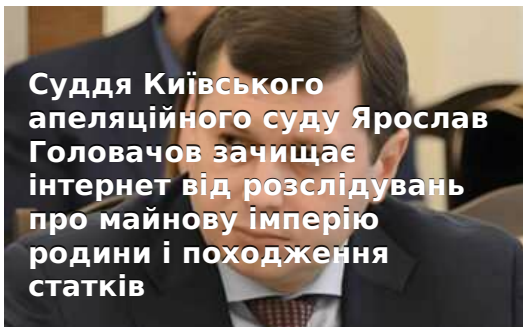 Суддя Київського
апеляційного суду Ярослав
Головачов зачищає
інтернет від розслідувань
про майнову імперію
родини і походження
статків